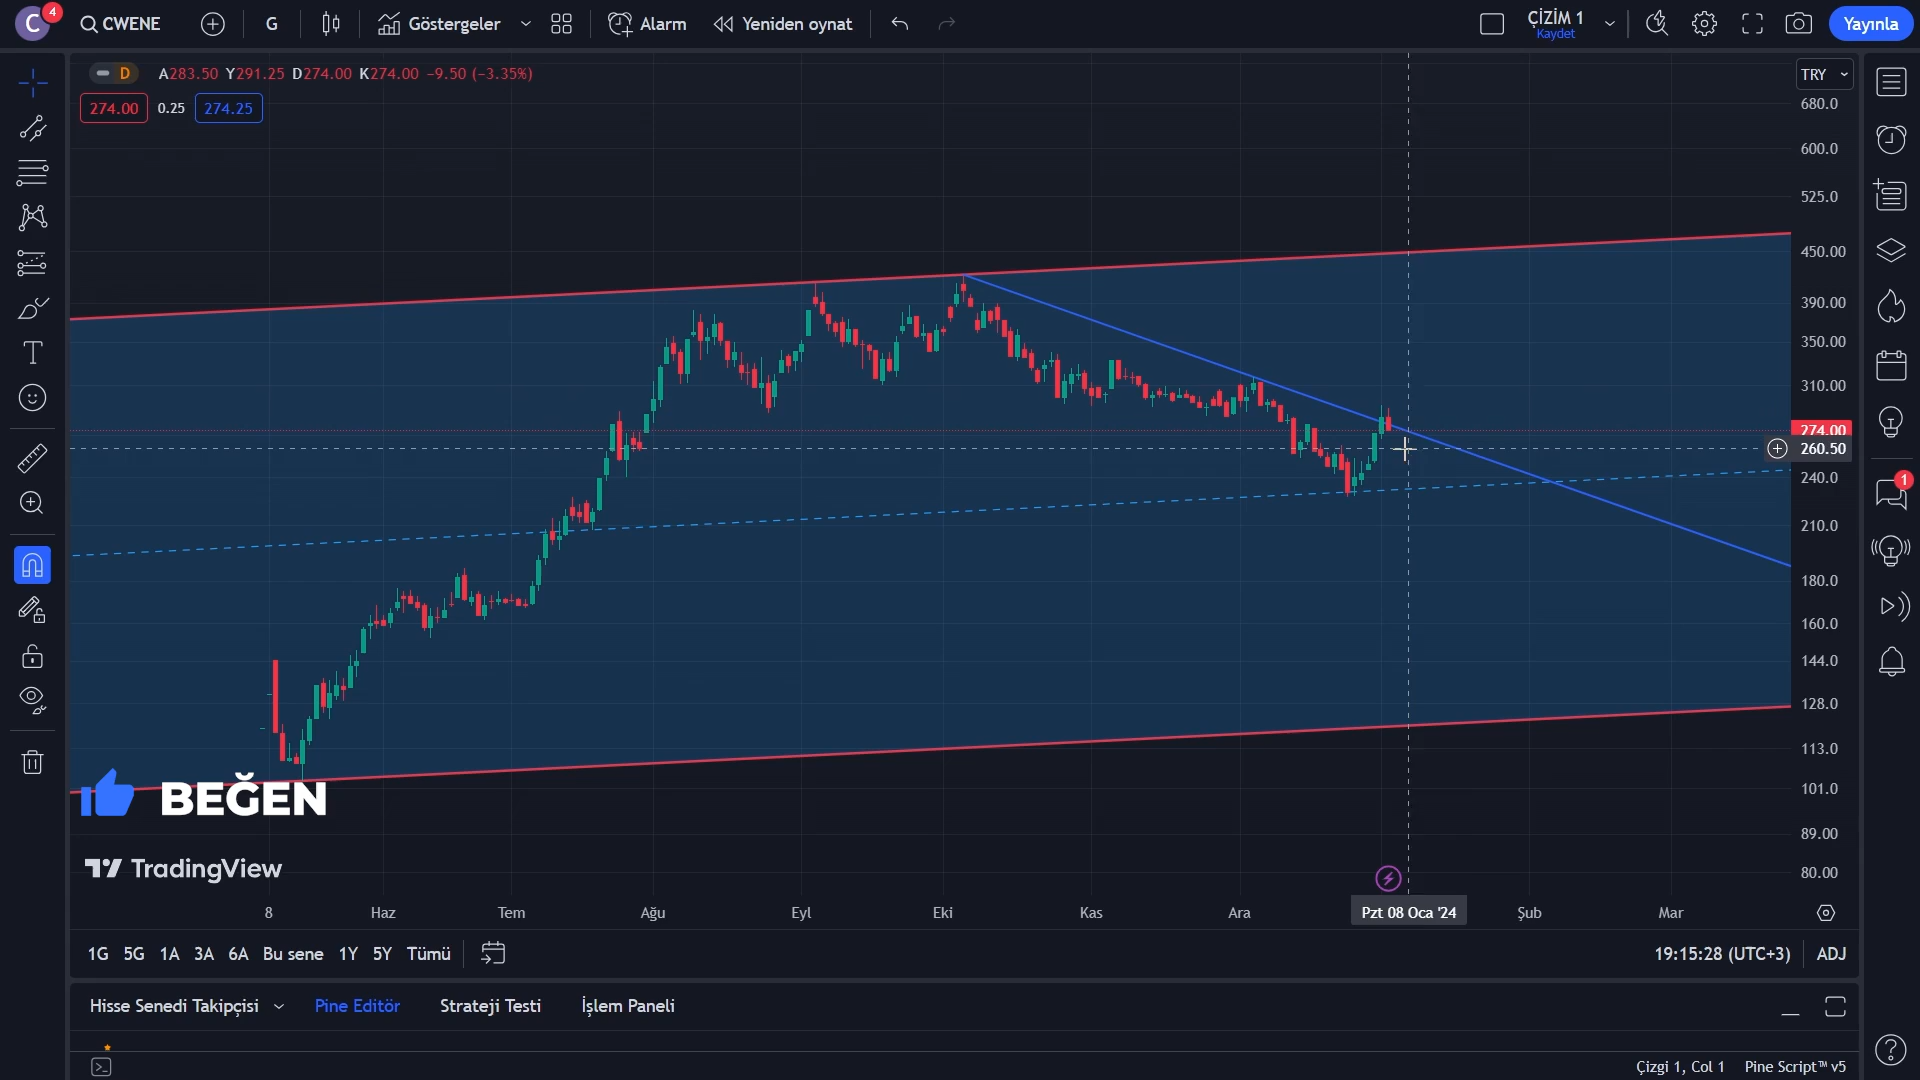 C 4 CWENE G Göstergeler Alarm Yeniden oynat ÇİZİM 1 Kaydet Yayınla
D A283.50 Y291.25 D274.00 K274.00 −9.50 (−3.35%)
TRY
274.00 0.25 274.25
680.0
600.0
525.0
450.00
390.00
350.00
310.00
274.00
260.50
240.0
1
210.0
180.0
160.0
144.0
128.0
113.0
101.0
89.00
80.00
BEĞEN
TradingView
8 Haz Tem Ağu Eyl Eki Kas Ara Pzt 08 Oca '24 Şub Mar
1G 5G 1A 3A 6A Bu sene 1Y 5Y Tümü 19:15:28 (UTC+3) ADJ
Hisse Senedi Takipçisi Pine Editör Strateji Testi İşlem Paneli
Çizgi 1, Col 1 Pine Script™ v5